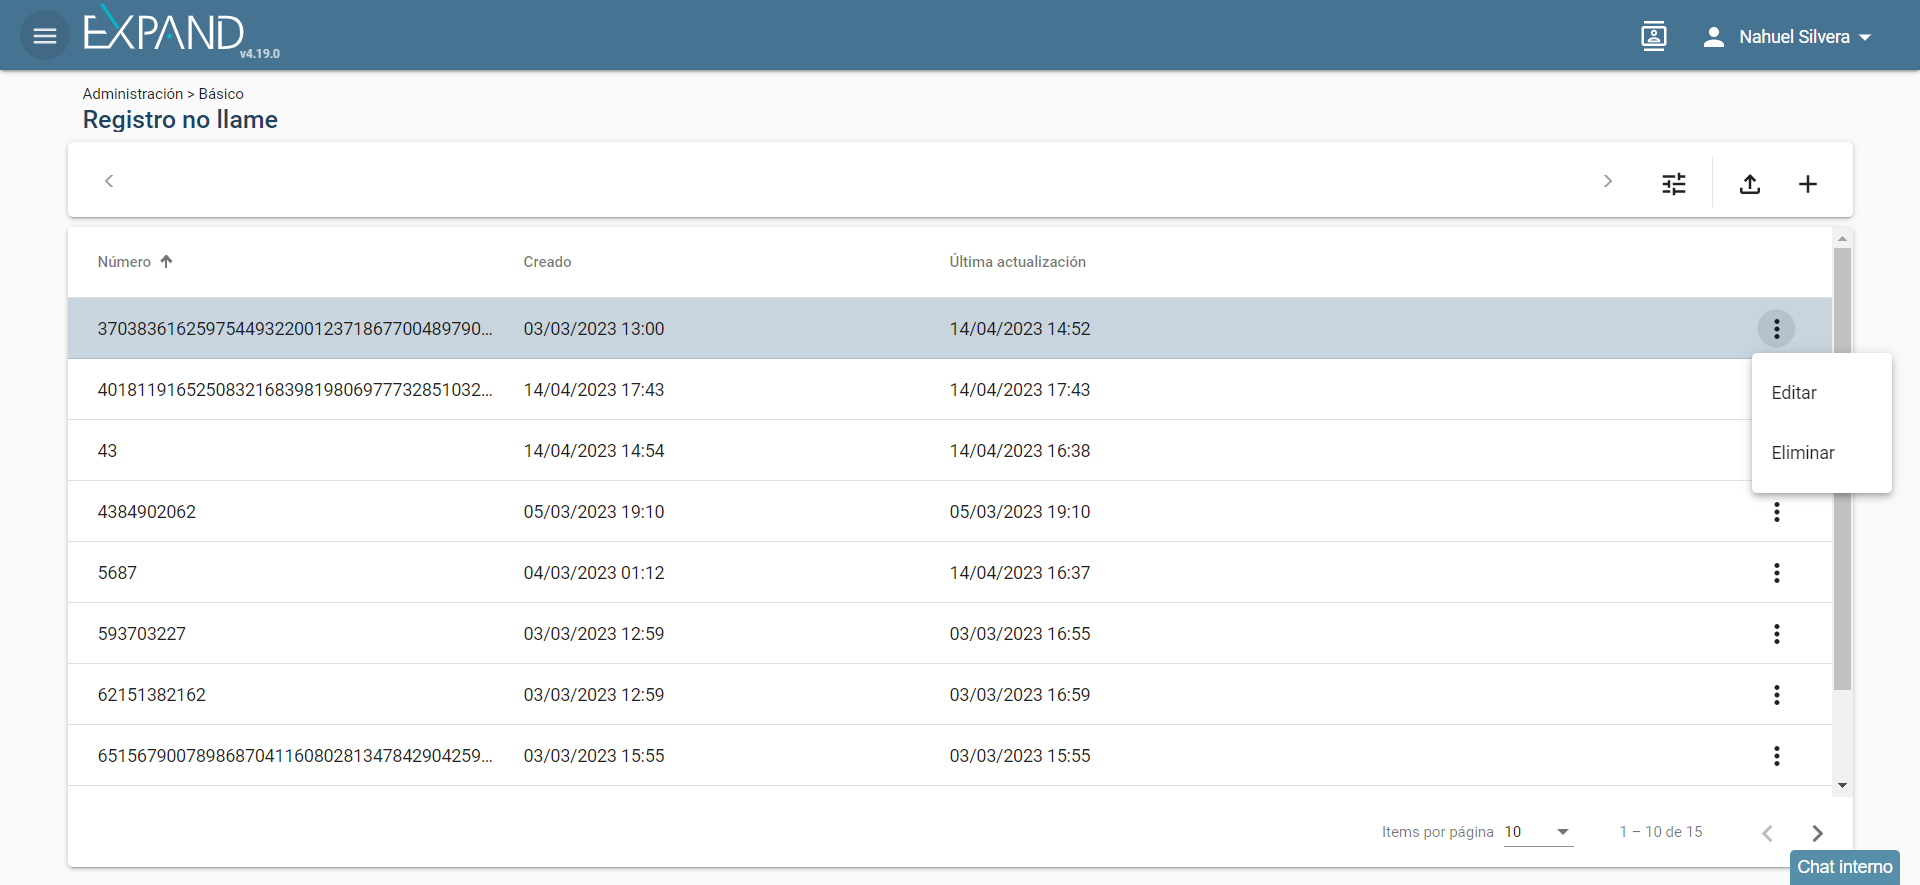 EXPAND
v4.19.0
Nahuel Silvera
Administración > Básico
Registro no llame
Número Creado Última actualización
370383616259754493220012371867700489790... 03/03/2023 13:00 14/04/2023 14:52
401811916525083216839819806977732851032... 14/04/2023 17:43 14/04/2023 17:43
Editar
43 14/04/2023 14:54 14/04/2023 16:38
Eliminar
4384902062 05/03/2023 19:10 05/03/2023 19:10
5687 04/03/2023 01:12 14/04/2023 16:37
593703227 03/03/2023 12:59 03/03/2023 16:55
62151382162 03/03/2023 12:59 03/03/2023 16:59
651567900789868704116080281347842904259... 03/03/2023 15:55 03/03/2023 15:55
Items por página 10 1 – 10 de 15
Chat interno